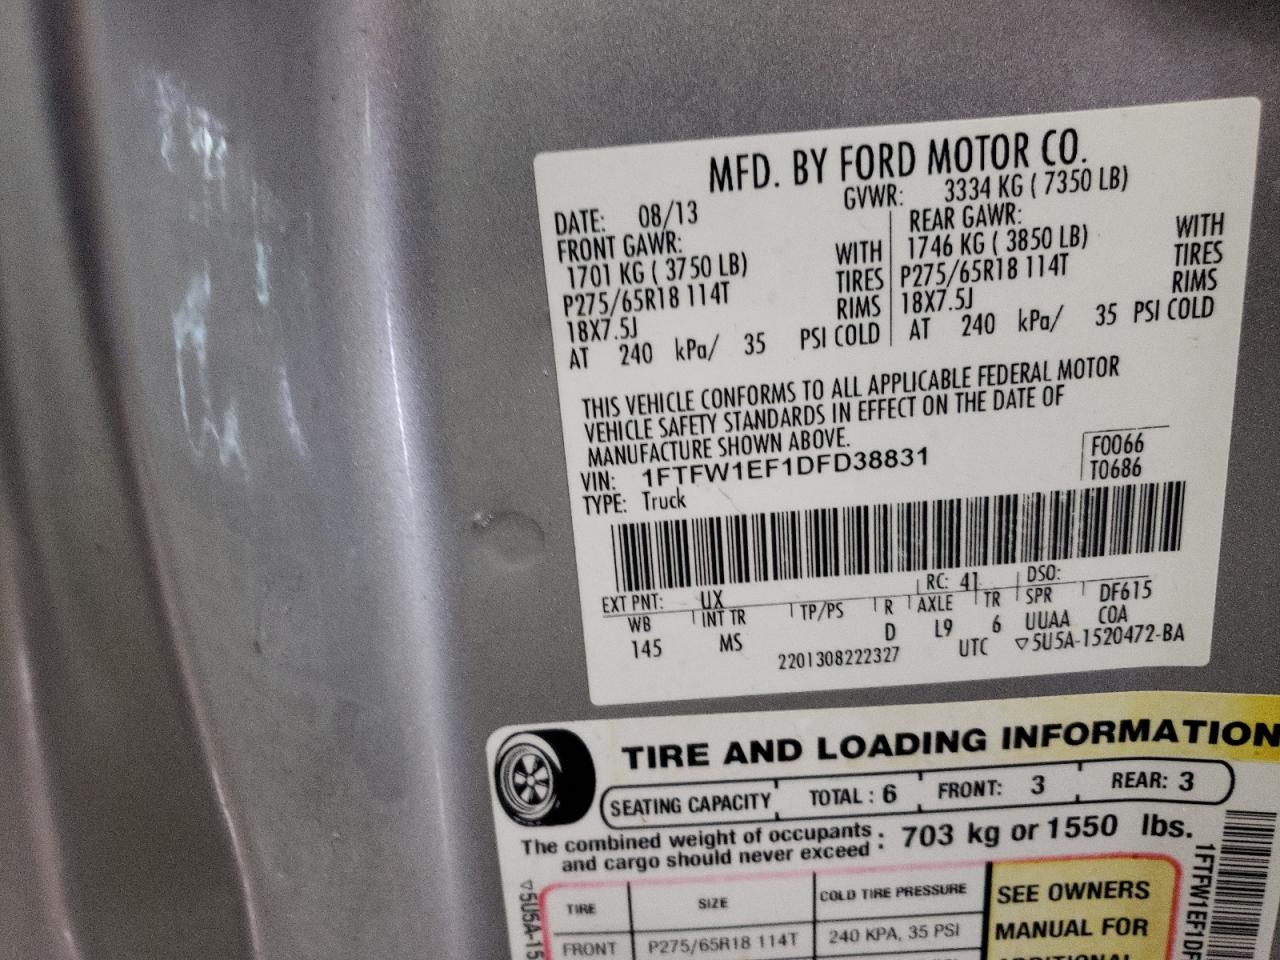 MFD. BY FORD MOTOR CO.
DATE: 08/13 GVWR: 3334 KG ( 7350 LB)
FRONT GAWR: REAR GAWR:
1701 KG ( 3750 LB) WITH 1746 KG ( 3850 LB) WITH
P275/65R18 114T TIRES P275/65R18 114T TIRES
18X7.5J RIMS 18X7.5J RIMS
AT 240 kPa/ 35 PSI COLD AT 240 kPa/ 35 PSI COLD
THIS VEHICLE CONFORMS TO ALL APPLICABLE FEDERAL MOTOR
VEHICLE SAFETY STANDARDS IN EFFECT ON THE DATE OF
MANUFACTURE SHOWN ABOVE.
VIN: 1FTFW1EF1DFD38831 F0066
TYPE: Truck T0686
EXT PNT: UX RC: 41 DSO:
WB INT TR TP/PS R AXLE TR SPR DF615
145 MS D L9 6 UUAA COA
2201308222327 UTC ▽5U5A-1520472-BA
TIRE AND LOADING INFORMATION
SEATING CAPACITY TOTAL : 6 FRONT: 3 REAR: 3
The combined weight of occupants : 703 kg or 1550 lbs.
and cargo should never exceed :
TIRE SIZE COLD TIRE PRESSURE SEE OWNERS
FRONT P275/65R18 114T 240 KPA, 35 PSI MANUAL FOR
ADDITIONAL
▽5U5A-15
1FTFW1EF1DF